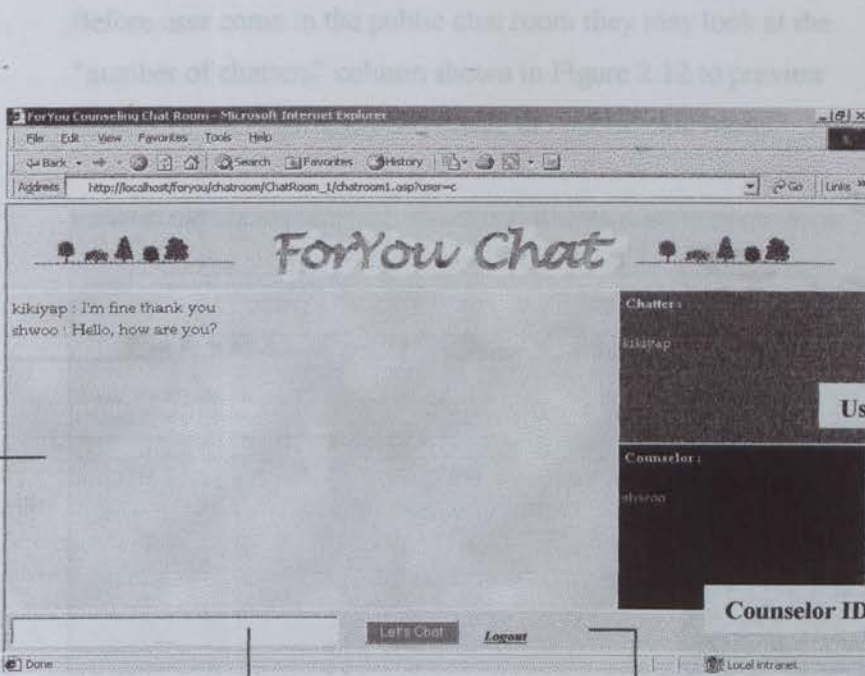 Before user come in the public chat room they may look at the
"number of chatters" column shown in Figure 2.12 to preview
ForYou Counseling Chat Room - Microsoft Internet Explorer
File Edit View Favorites Tools Help
Back Search Favorites History
Address http://localhost/foryou/chatroom/ChatRoom_1/chatroom1.asp?user=c Go Links
ForYou Chat
kikiyap : I'm fine thank you
shwoo : Hello, how are you?
Chatter :
kikiyap
Us
Counselor :
shwoo
Counselor ID
Let's Chat Logout
Done Local intranet